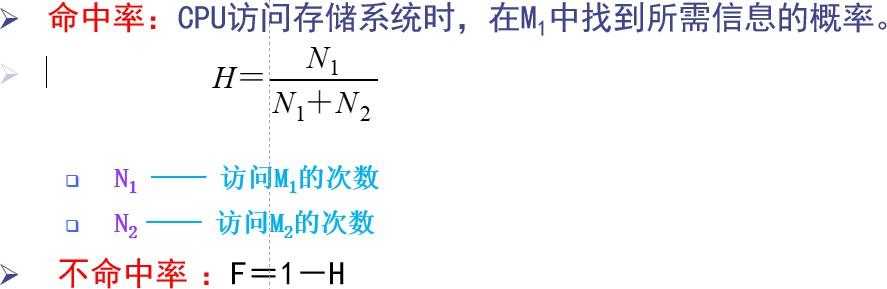 ➢ 命中率：CPU访问存储系统时，在M₁中找到所需信息的概率。
➢ H＝N₁/(N₁＋N₂)
❑ N₁ —— 访问M₁的次数
❑ N₂ —— 访问M₂的次数
➢ 不命中率：F＝1－H